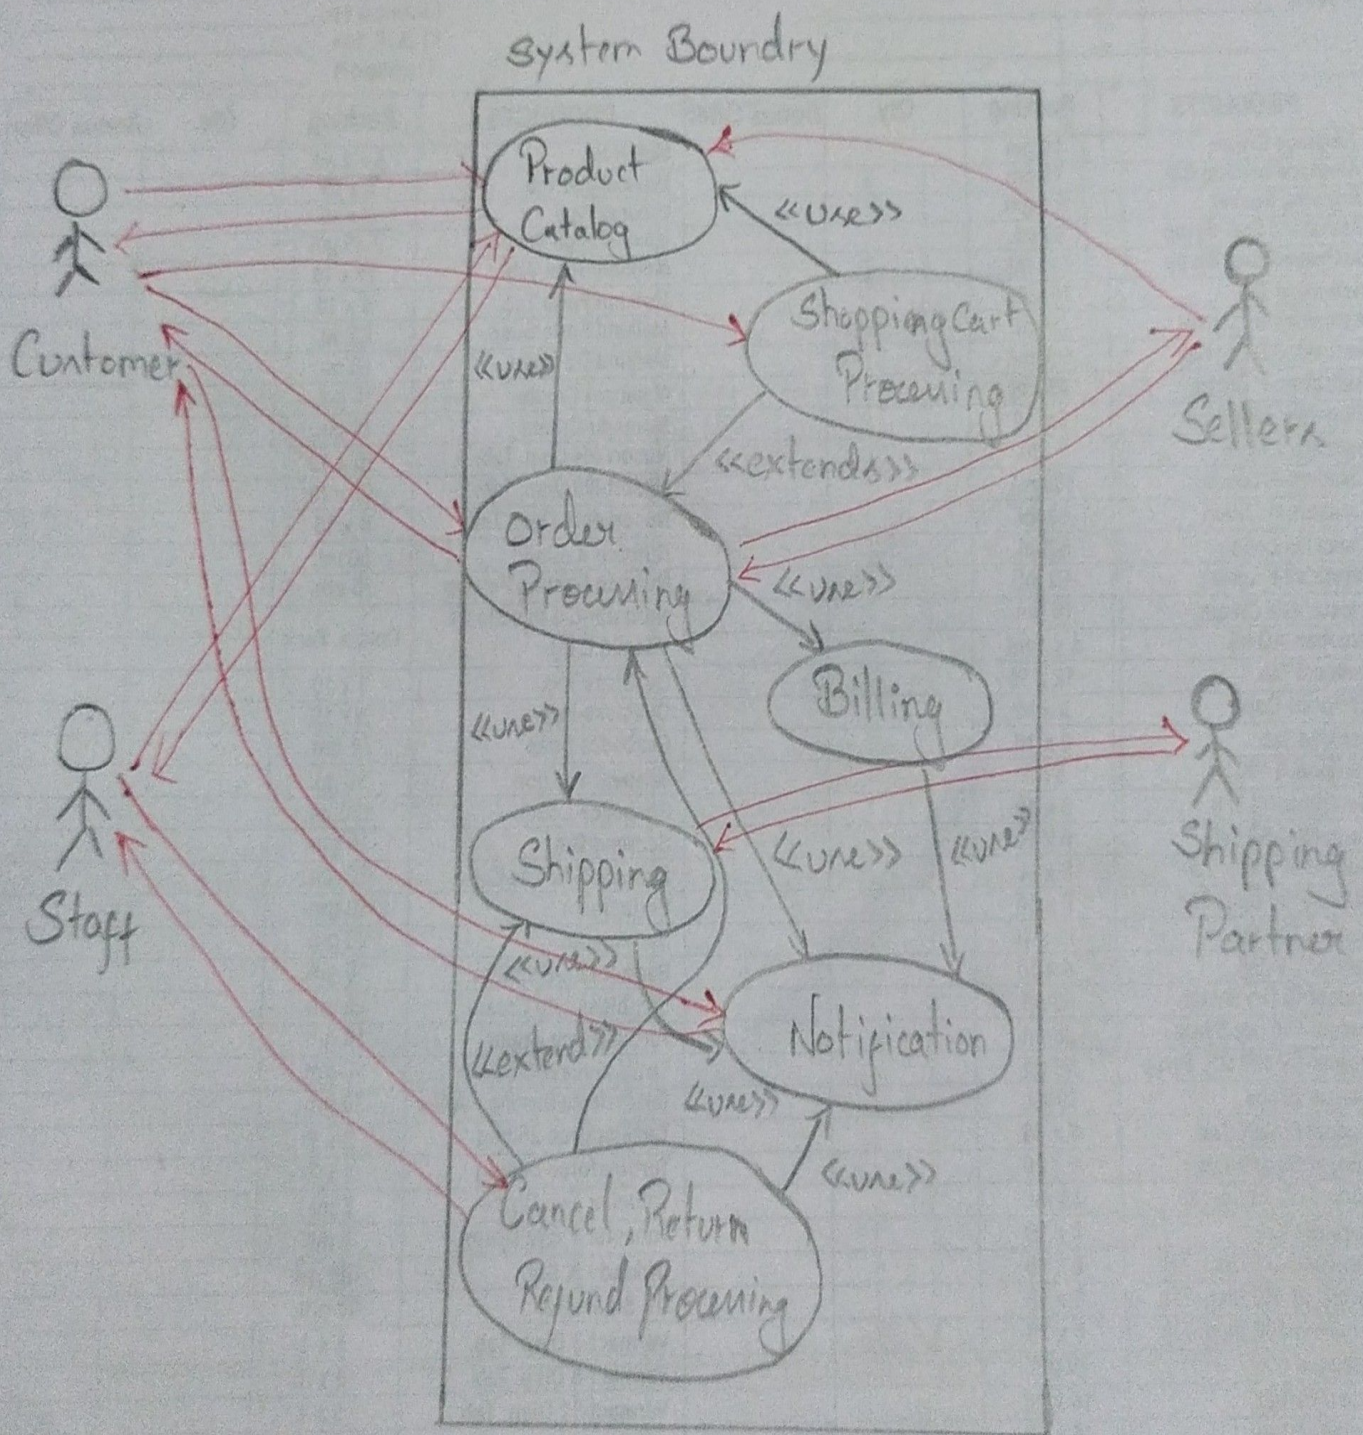 System Boundry
Product
Catalog
<<use>>
Shopping Cart
Processing
Customer
<<use>>
Sellers
<<extends>>
Order
Processing
<<use>>
Billing
<<use>>
Shipping
<<use>>
<<use>>
Shipping
Partner
Staff
<<use>>
<<extend>>
Notification
<<use>>
<<use>>
Cancel, Return
Refund Processing